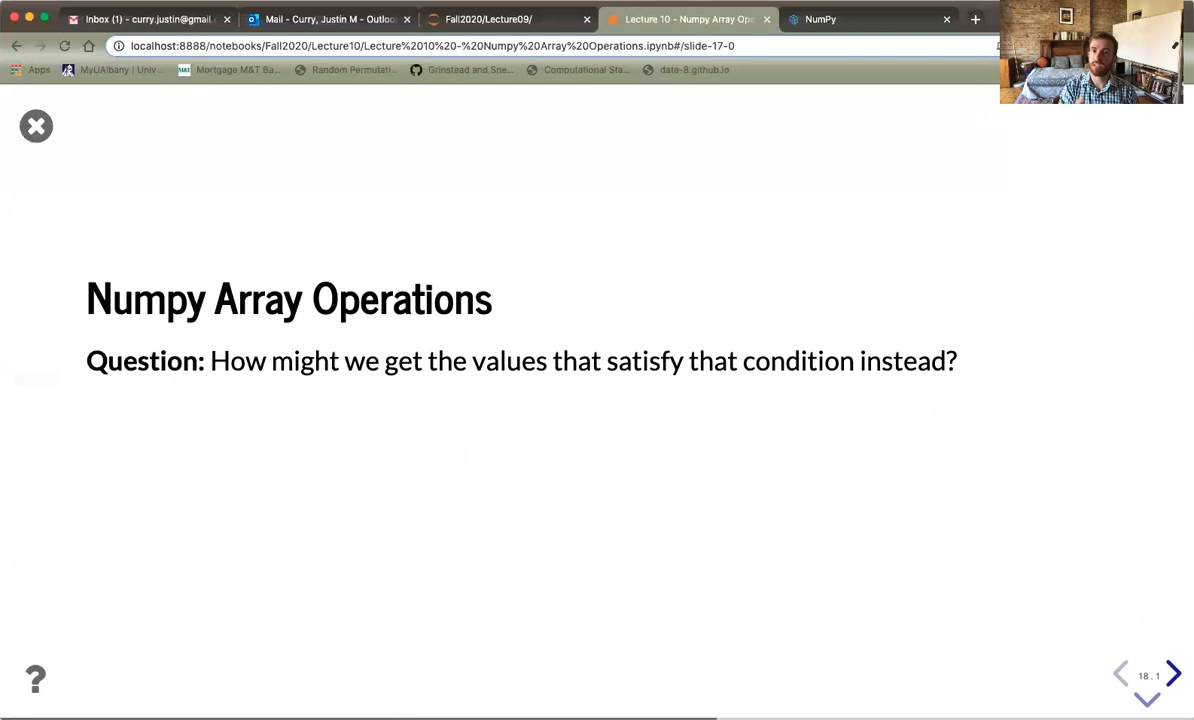 Inbox (1) - curry.justin@gmail. Mail - Curry, Justin M - Outloo Fall2020/Lecture09/ Lecture 10 - Numpy Array Ope NumPy
localhost:8888/notebooks/Fall2020/Lecture10/Lecture%2010%20-%20Numpy%20Array%20Operations.ipynb#/slide-17-0
Apps MyUAlbany | Univ... M&T Mortgage M&T Ba... Random Permutati... Grinstead and Sne... Computational Sta... data-8.github.io
Numpy Array Operations
Question: How might we get the values that satisfy that condition instead?
?
18 . 1